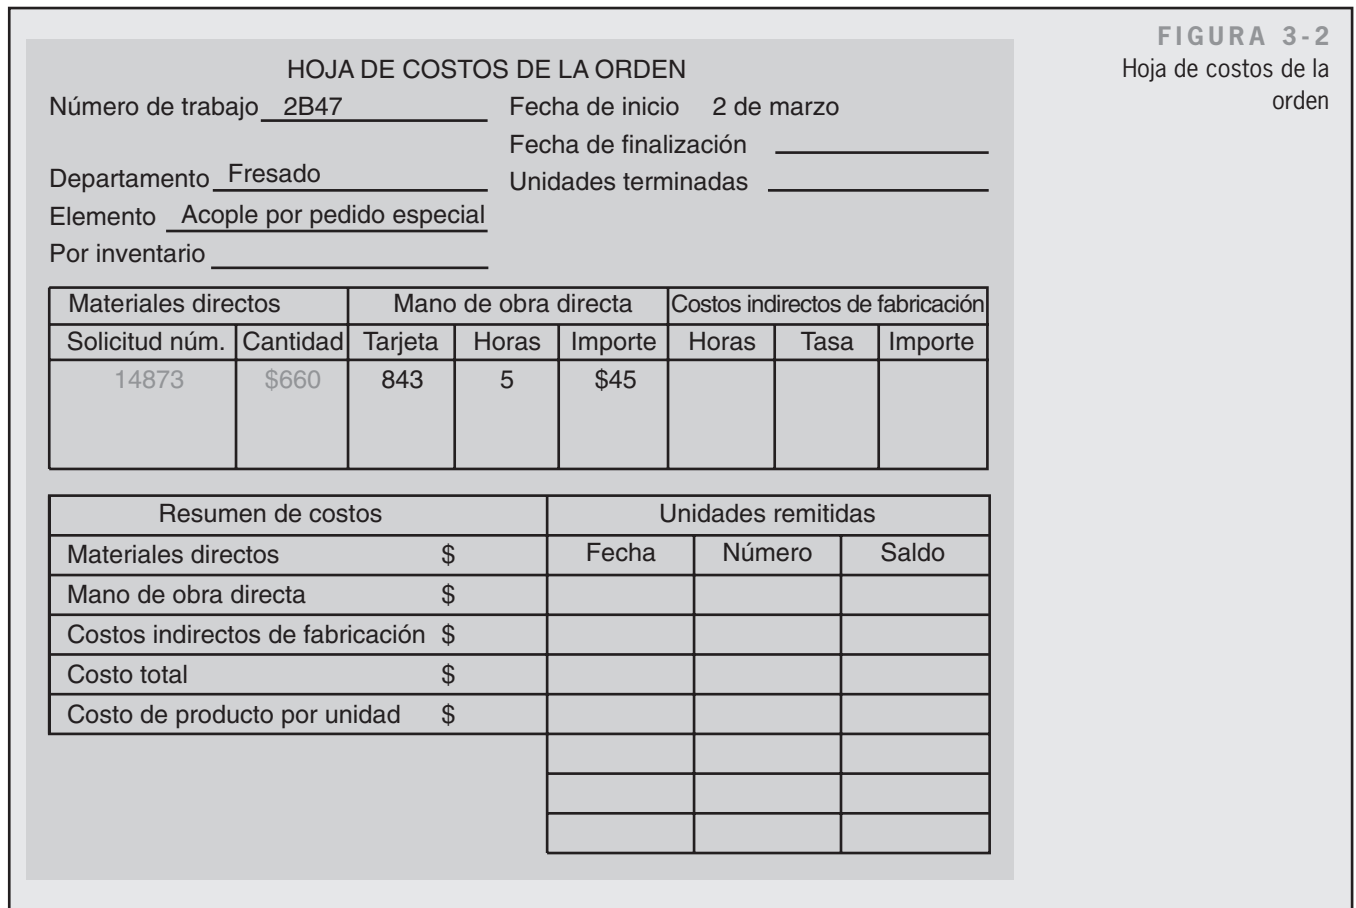 FIGURA 3-2
Hoja de costos de la
orden
HOJA DE COSTOS DE LA ORDEN
Número de trabajo 2B47 Fecha de inicio 2 de marzo
Fecha de finalización
Departamento Fresado
Unidades terminadas
Elemento Acople por pedido especial
Por inventario
Materiales directos Mano de obra directa Costos indirectos de fabricación
Solicitud núm. Cantidad Tarjeta Horas Importe Horas Tasa Importe
14873 $660 843 5 $45
Resumen de costos Unidades remitidas
Materiales directos $ Fecha Número Saldo
Mano de obra directa $
Costos indirectos de fabricación $
Costo total $
Costo de producto por unidad $